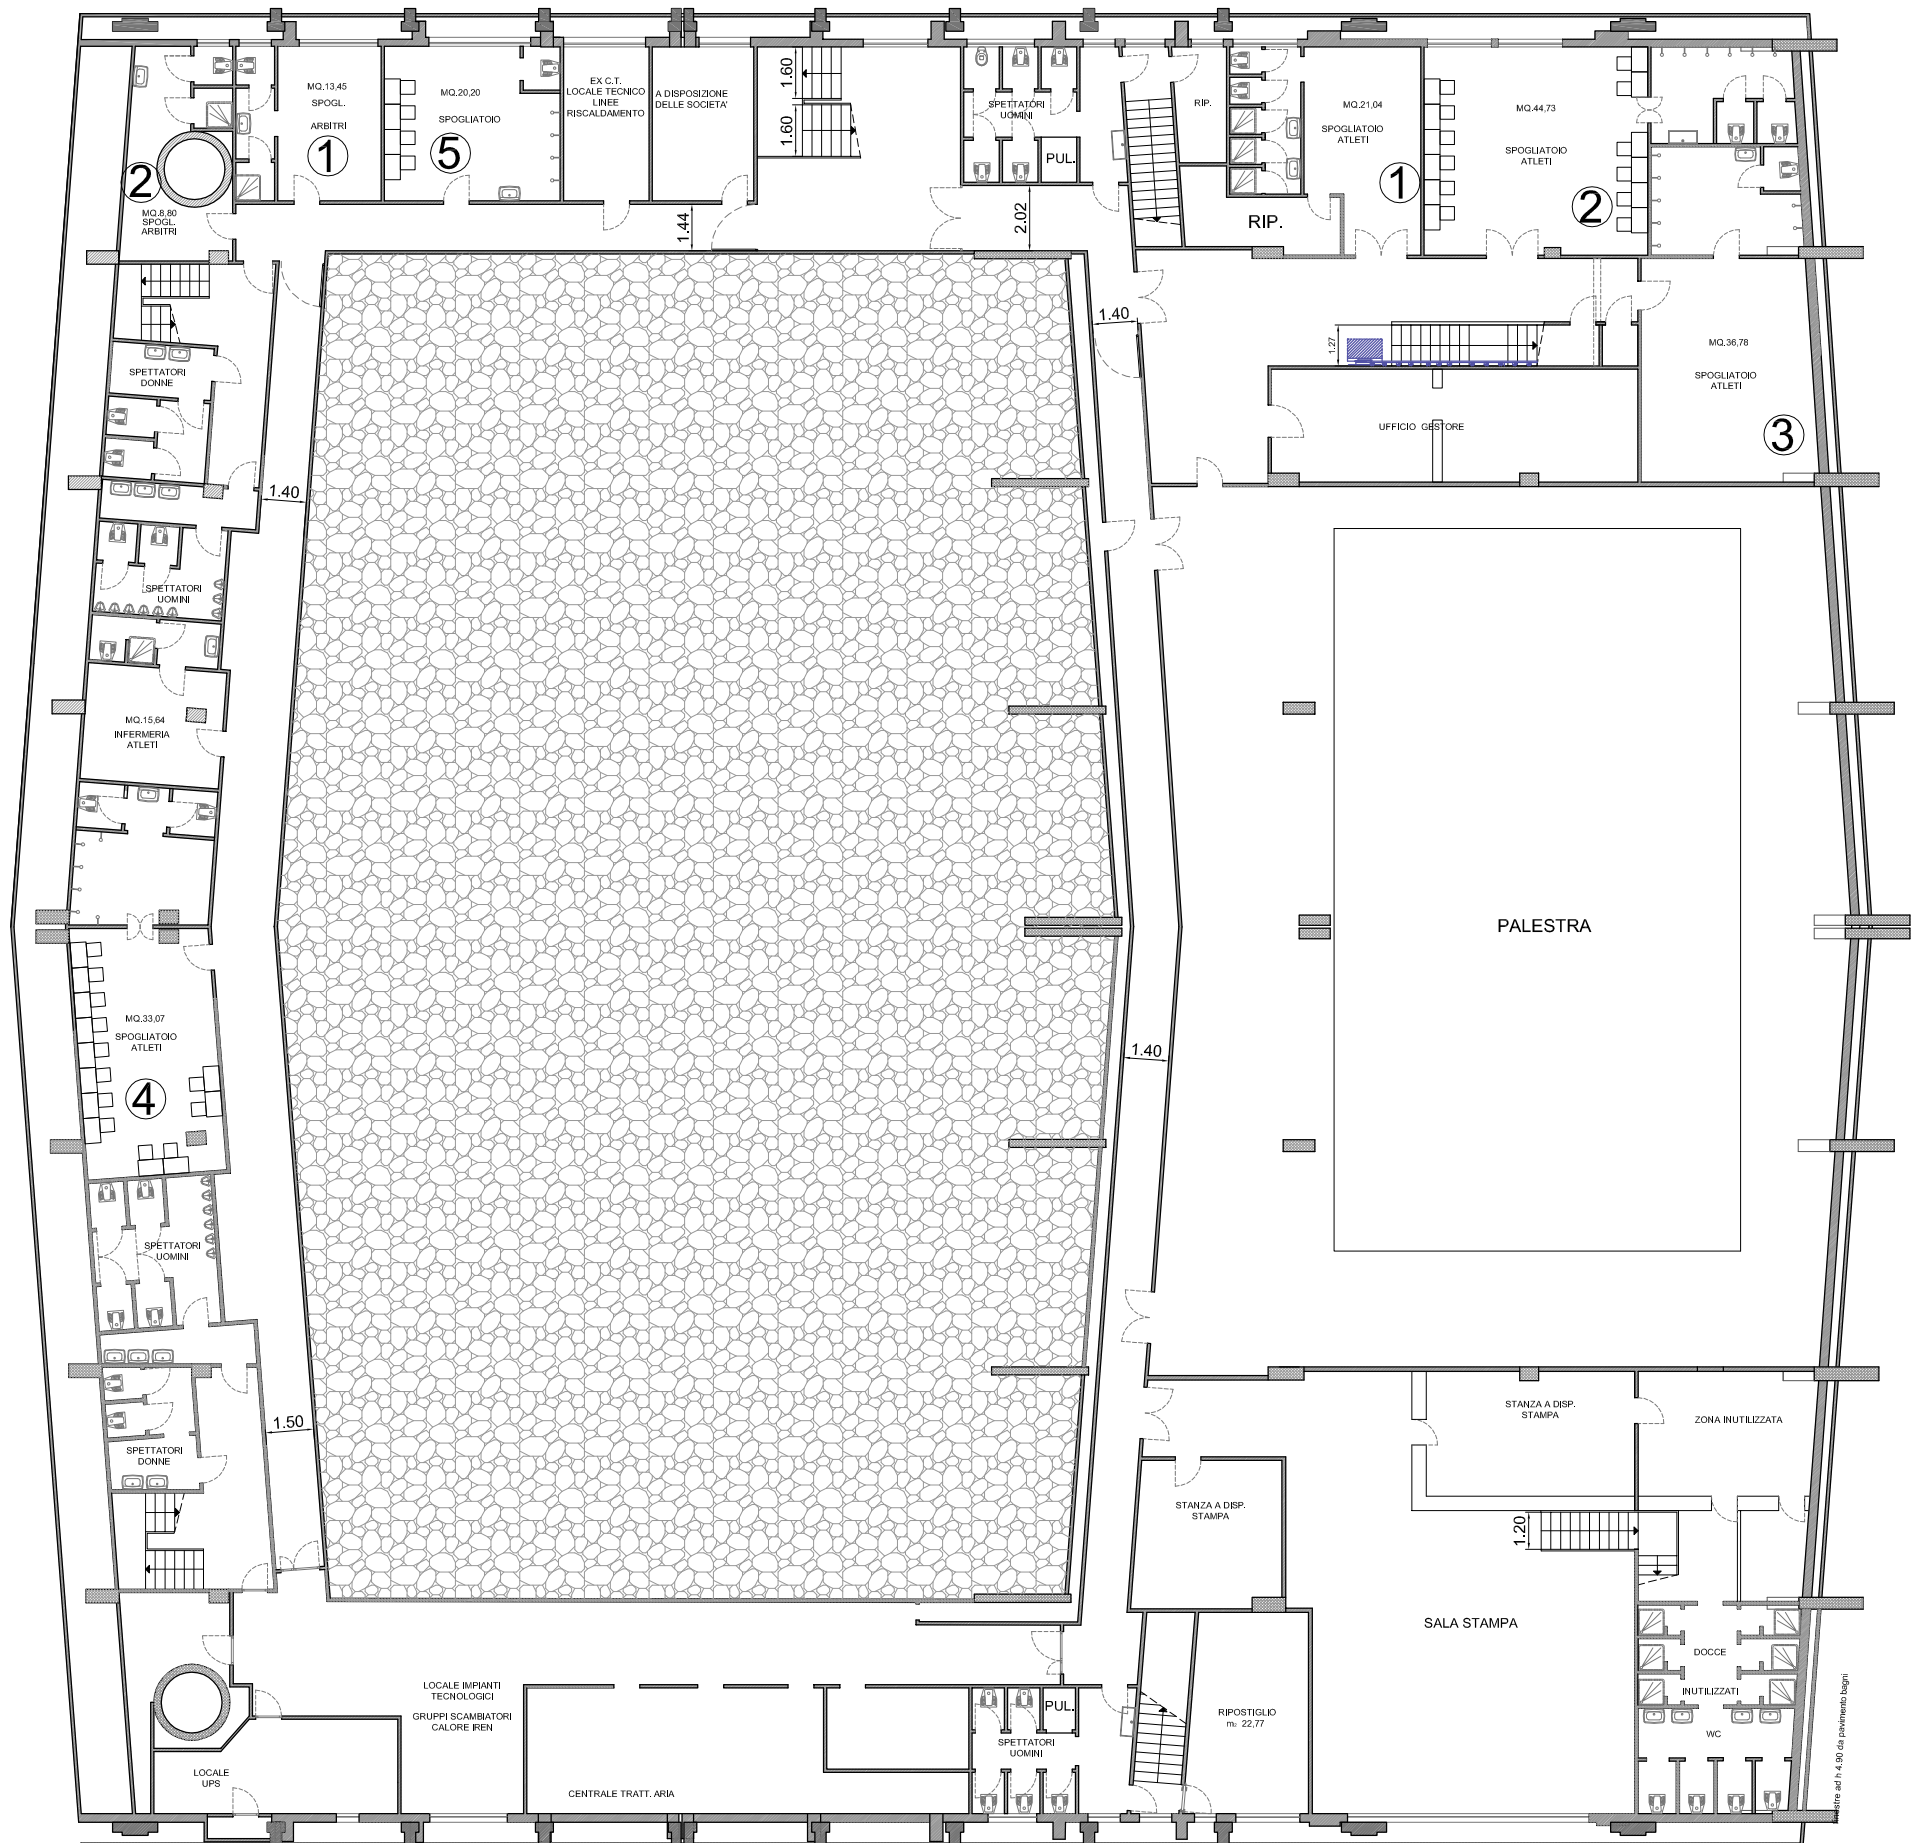 MQ.13,45
SPOGL.
ARBITRI
1
MQ.20,20
SPOGLIATOIO
5
EX C.T.
LOCALE TECNICO
LINEE
RISCALDAMENTO
A DISPOSIZIONE
DELLE SOCIETA'
1.60
1.60
SPETTATORI
UOMINI
PUL.
RIP.
RIP.
MQ.21,04
SPOGLIATOIO
ATLETI
1
MQ.44,73
SPOGLIATOIO
ATLETI
2
2
MQ.8,80
SPOGL.
ARBITRI
1.44
2.02
1.40
1.27
MQ.36,78
SPOGLIATOIO
ATLETI
3
UFFICIO GESTORE
SPETTATORI
DONNE
1.40
SPETTATORI
UOMINI
MQ.15,64
INFERMERIA
ATLETI
PALESTRA
MQ.33,07
SPOGLIATOIO
ATLETI
4
1.40
SPETTATORI
UOMINI
1.50
SPETTATORI
DONNE
STANZA A DISP.
STAMPA
ZONA INUTILIZZATA
STANZA A DISP.
STAMPA
1.20
SALA STAMPA
DOCCE
INUTILIZZATI
WC
LOCALE IMPIANTI
TECNOLOGICI
GRUPPI SCAMBIATORI
CALORE IREN
PUL.
SPETTATORI
UOMINI
RIPOSTIGLIO
22,77
LOCALE
UPS
CENTRALE TRATT. ARIA
ad h 4.90 da pavimento bagni